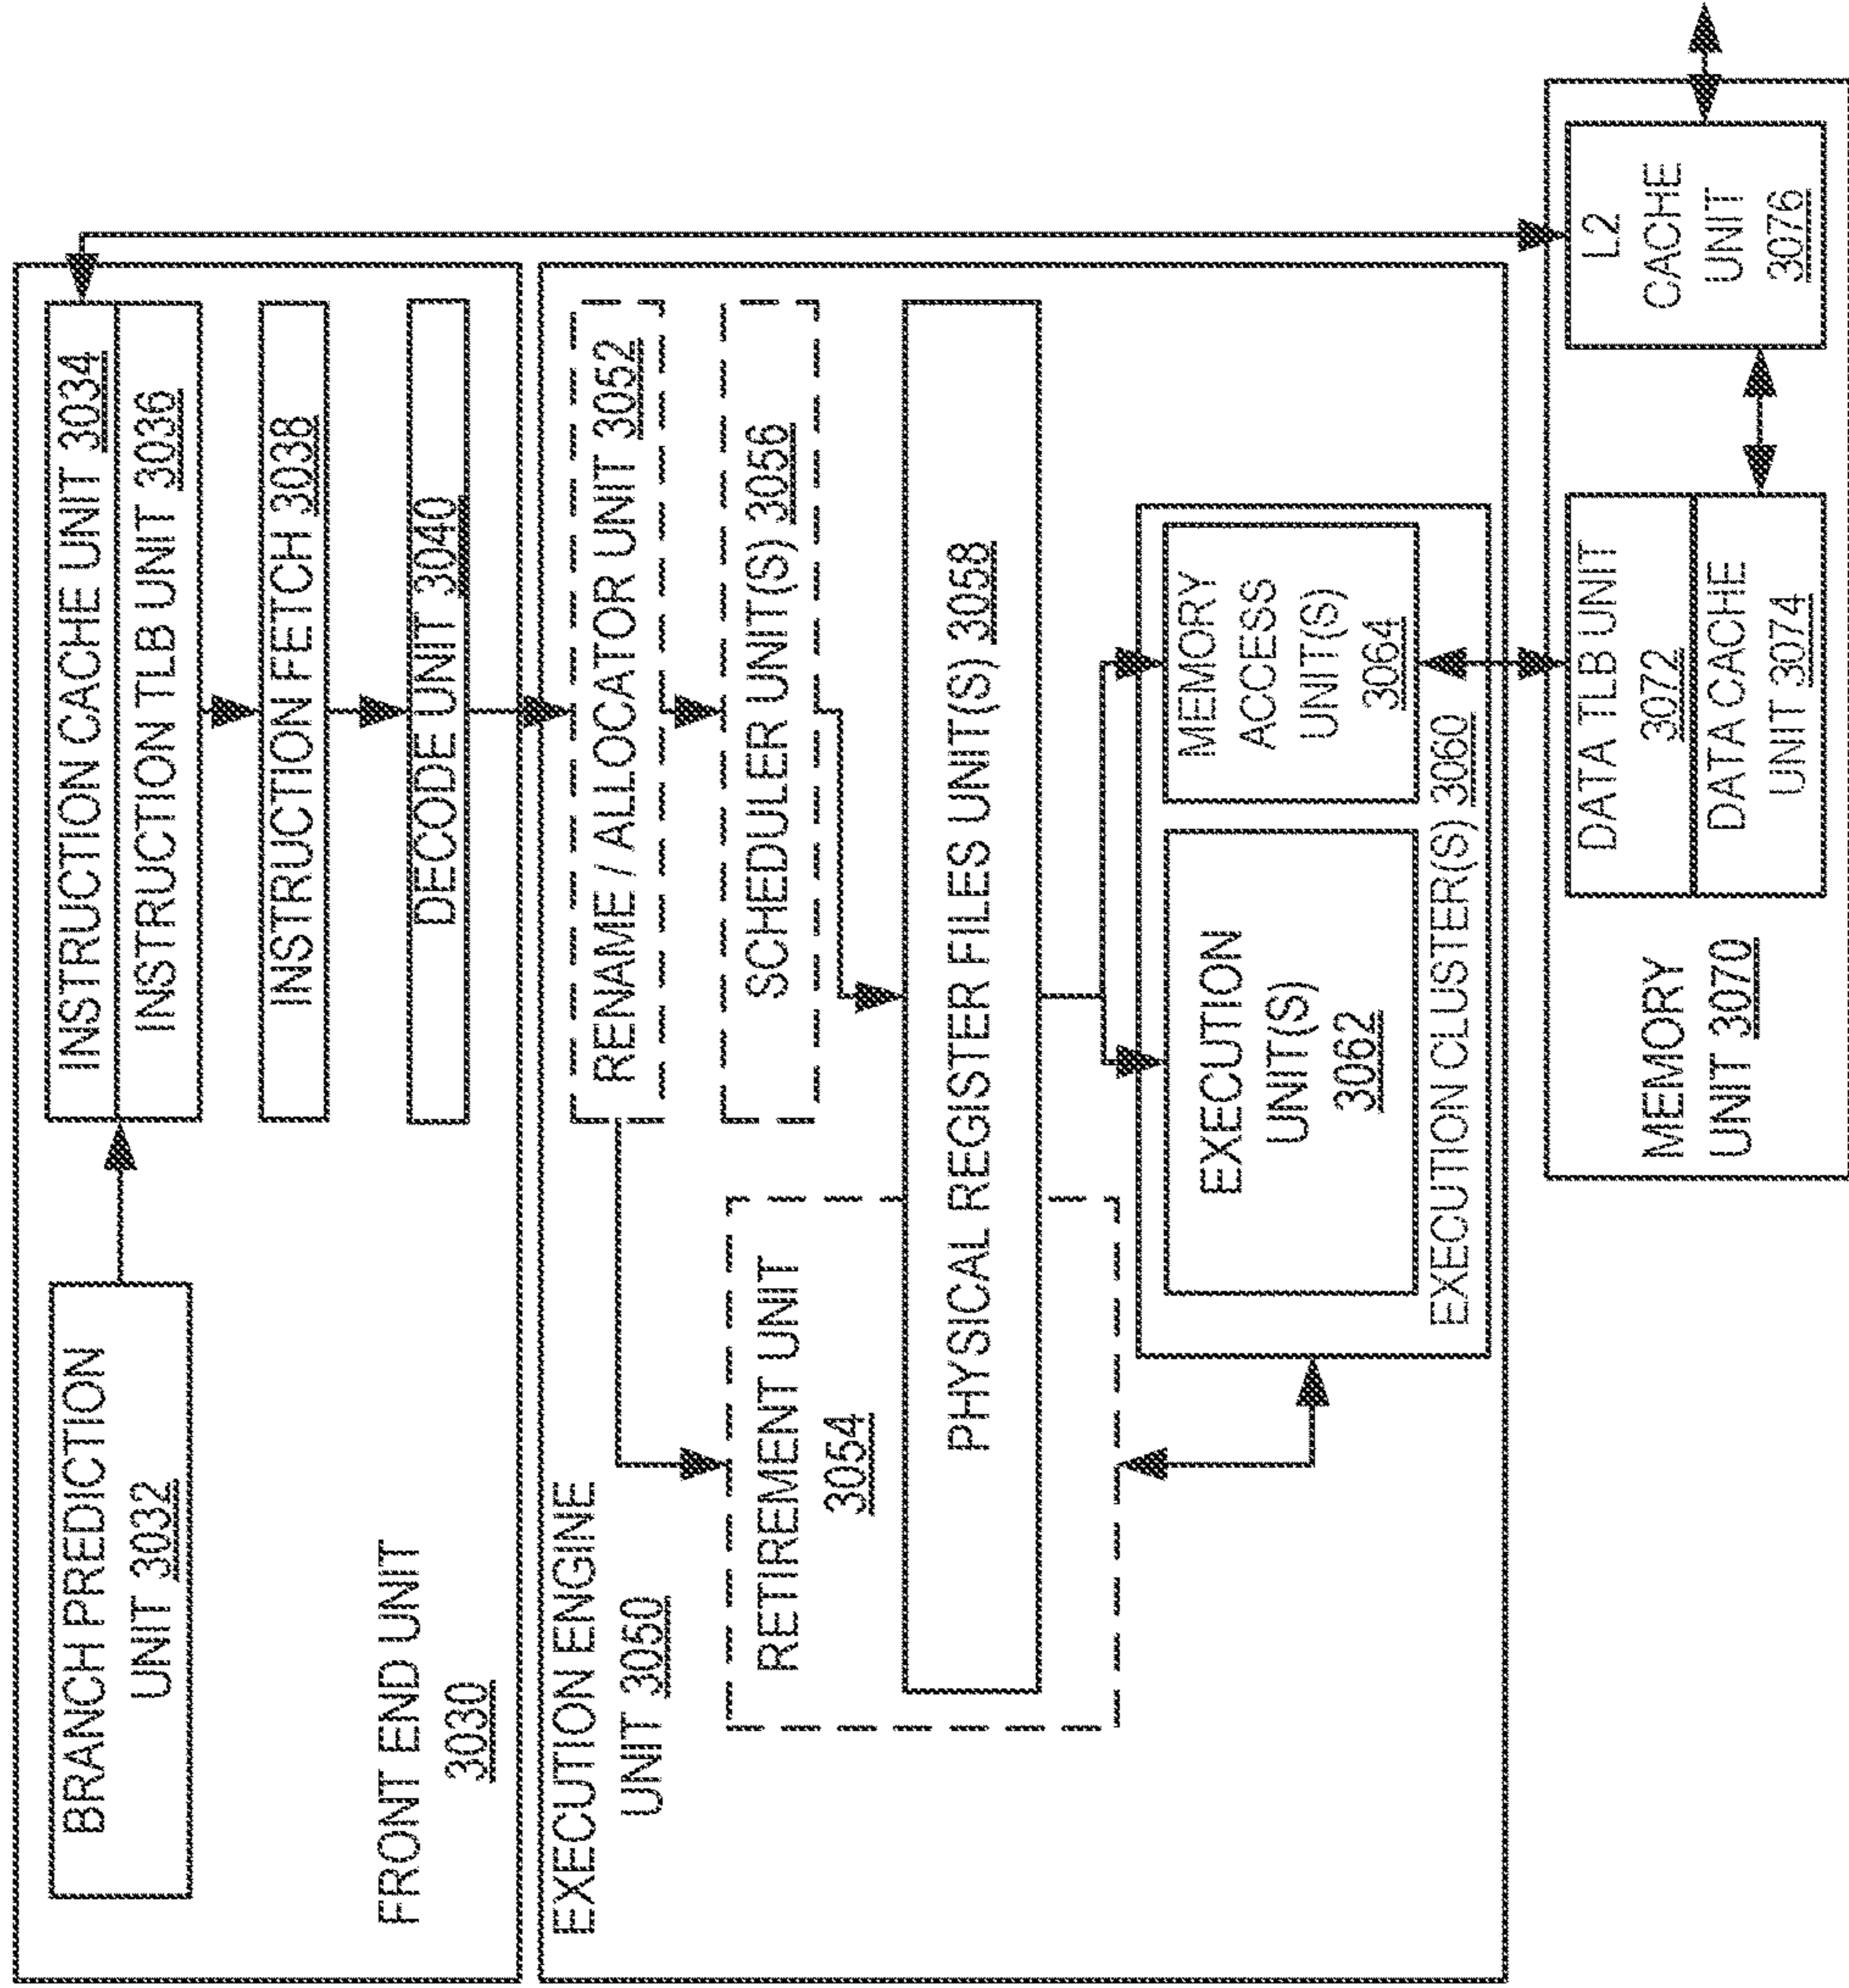 BRANCH PREDICTION
UNIT 3032
INSTRUCTION CACHE UNIT 3034
INSTRUCTION TLB UNIT 3036
INSTRUCTION FETCH 3038
DECODE UNIT 3040
FRONT END UNIT
3030
EXECUTION ENGINE
UNIT 3050
RENAME / ALLOCATOR UNIT 3052
SCHEDULER UNIT(S) 3056
RETIREMENT UNIT
3054
PHYSICAL REGISTER FILES UNIT(S) 3058
EXECUTION
UNIT(S)
3062
MEMORY
ACCESS
UNIT(S)
3064
EXECUTION CLUSTER(S) 3060
MEMORY
UNIT 3070
DATA TLB UNIT
3072
DATA CACHE
UNIT 3074
L2
CACHE
UNIT
3076